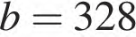 b = 328